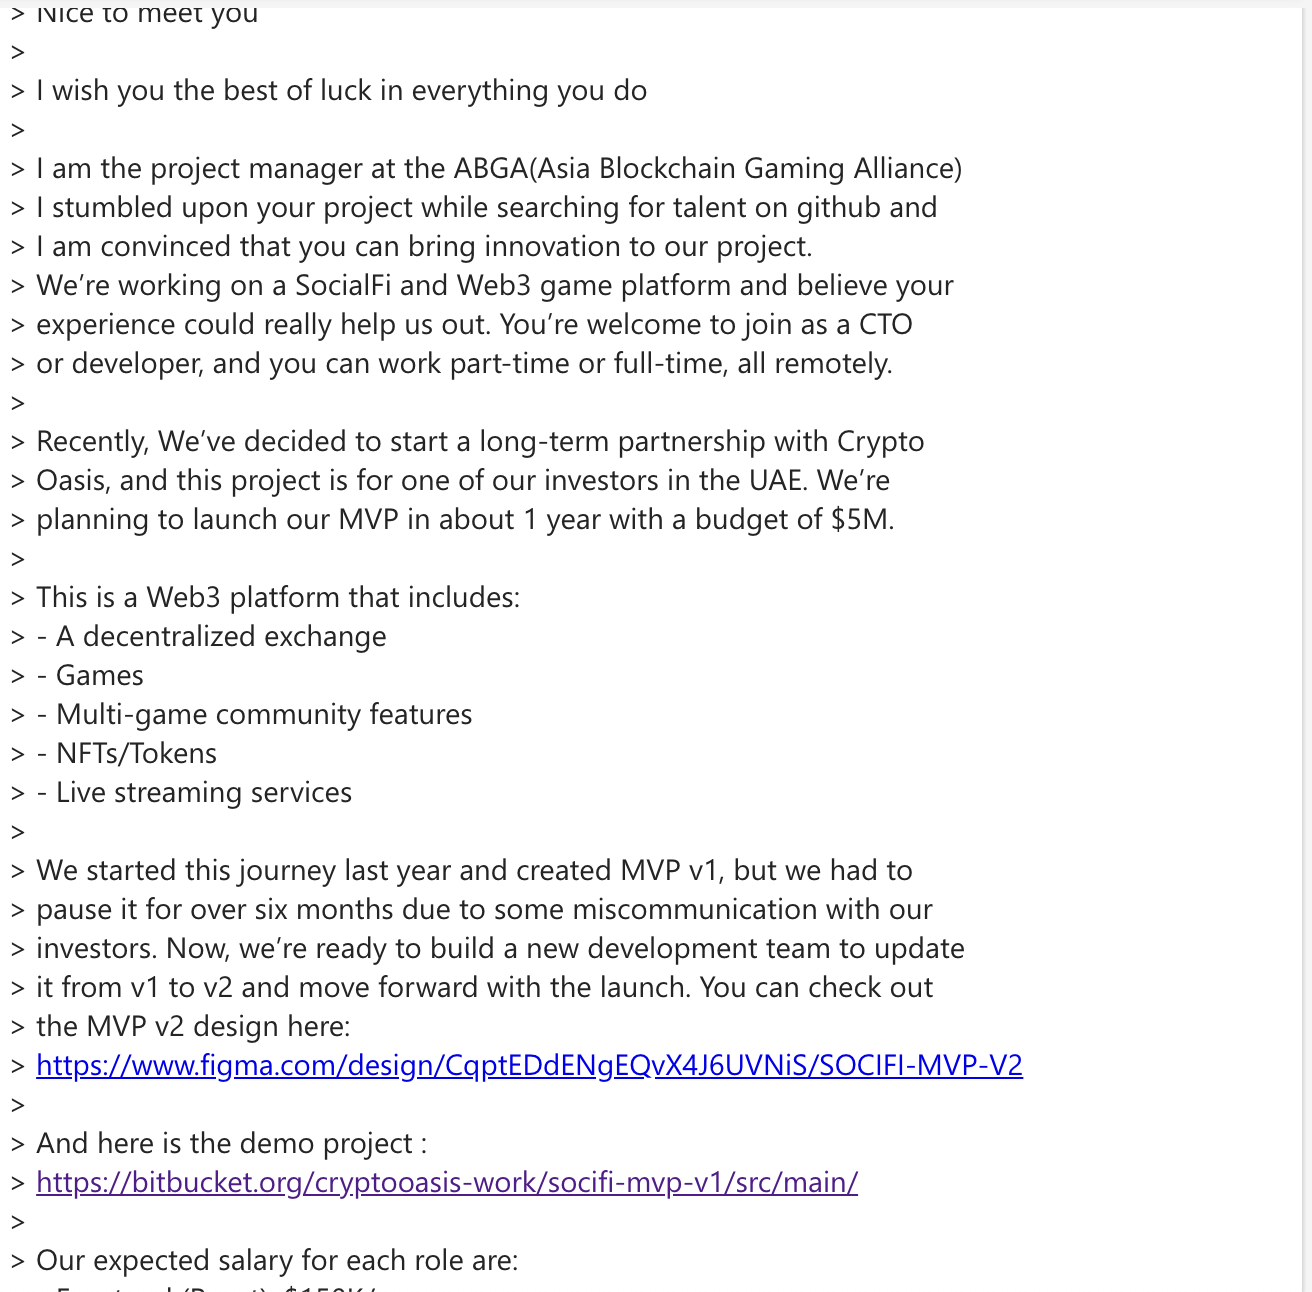 > Nice to meet you
>
> I wish you the best of luck in everything you do
>
> I am the project manager at the ABGA(Asia Blockchain Gaming Alliance)
> I stumbled upon your project while searching for talent on github and
> I am convinced that you can bring innovation to our project.
> We’re working on a SocialFi and Web3 game platform and believe your
> experience could really help us out. You’re welcome to join as a CTO
> or developer, and you can work part-time or full-time, all remotely.
>
> Recently, We’ve decided to start a long-term partnership with Crypto
> Oasis, and this project is for one of our investors in the UAE. We’re
> planning to launch our MVP in about 1 year with a budget of $5M.
>
> This is a Web3 platform that includes:
> - A decentralized exchange
> - Games
> - Multi-game community features
> - NFTs/Tokens
> - Live streaming services
>
> We started this journey last year and created MVP v1, but we had to
> pause it for over six months due to some miscommunication with our
> investors. Now, we’re ready to build a new development team to update
> it from v1 to v2 and move forward with the launch. You can check out
> the MVP v2 design here:
> https://www.figma.com/design/CqptEDdENgEQvX4J6UVNiS/SOCIFI-MVP-V2
>
> And here is the demo project :
> https://bitbucket.org/cryptooasis-work/socifi-mvp-v1/src/main/
>
> Our expected salary for each role are: